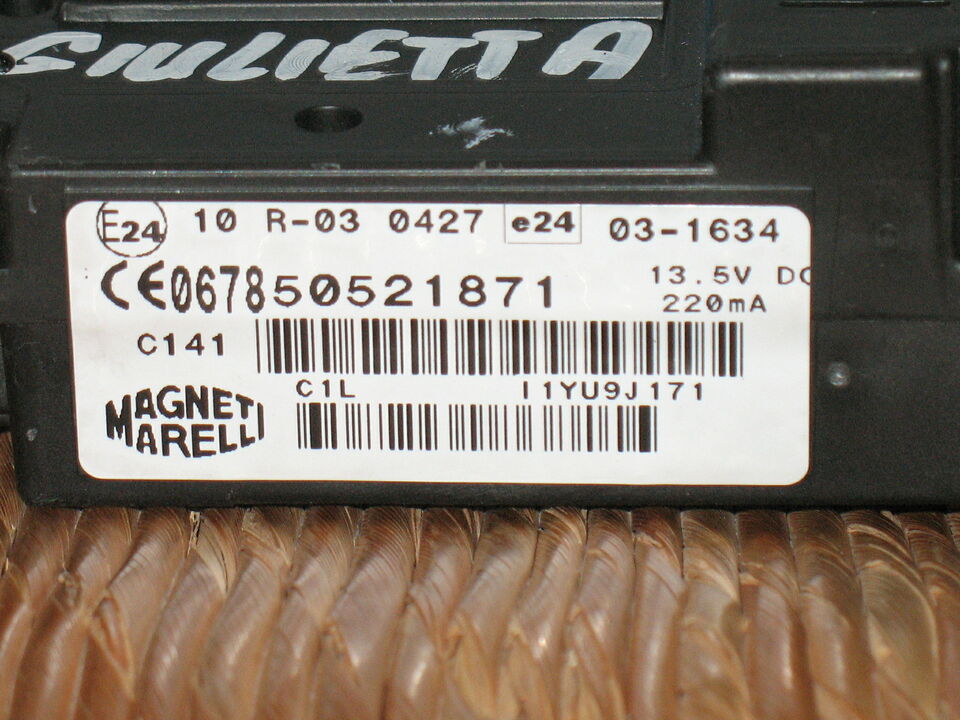 GIULIETTA
E24 10 R-03 0427 e24 03-1634
CE0678 50521871 13.5V DC
220mA
C141
C1L I1YU9J171
MAGNETI
MARELLI